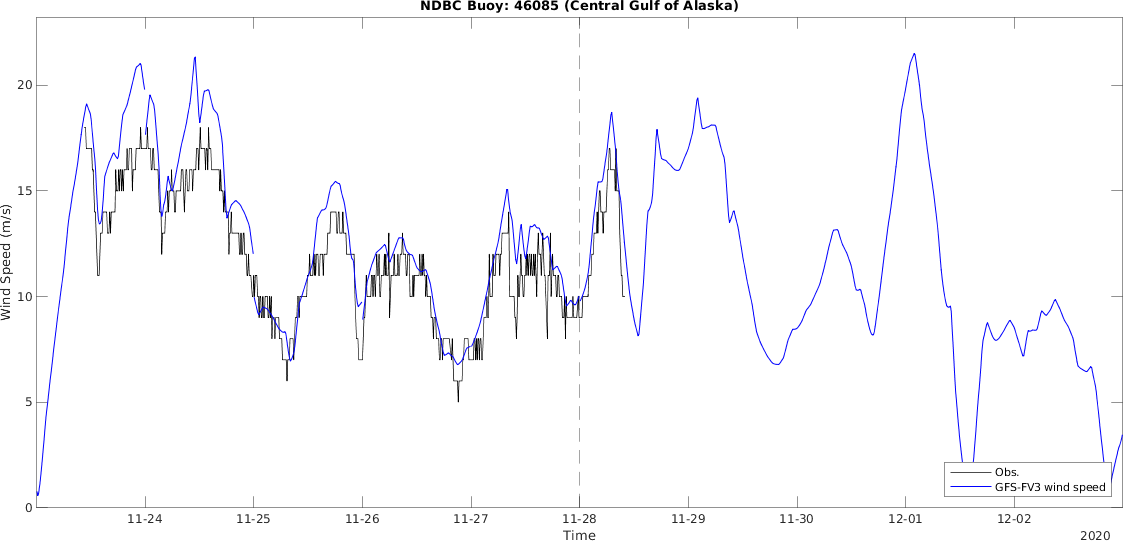 NDBC Buoy: 46085 (Central Gulf of Alaska)
Wind Speed (m/s)
20
15
10
5
0
11-24 11-25 11-26 11-27 11-28 11-29 11-30 12-01 12-02
Time
2020
Obs.
GFS-FV3 wind speed